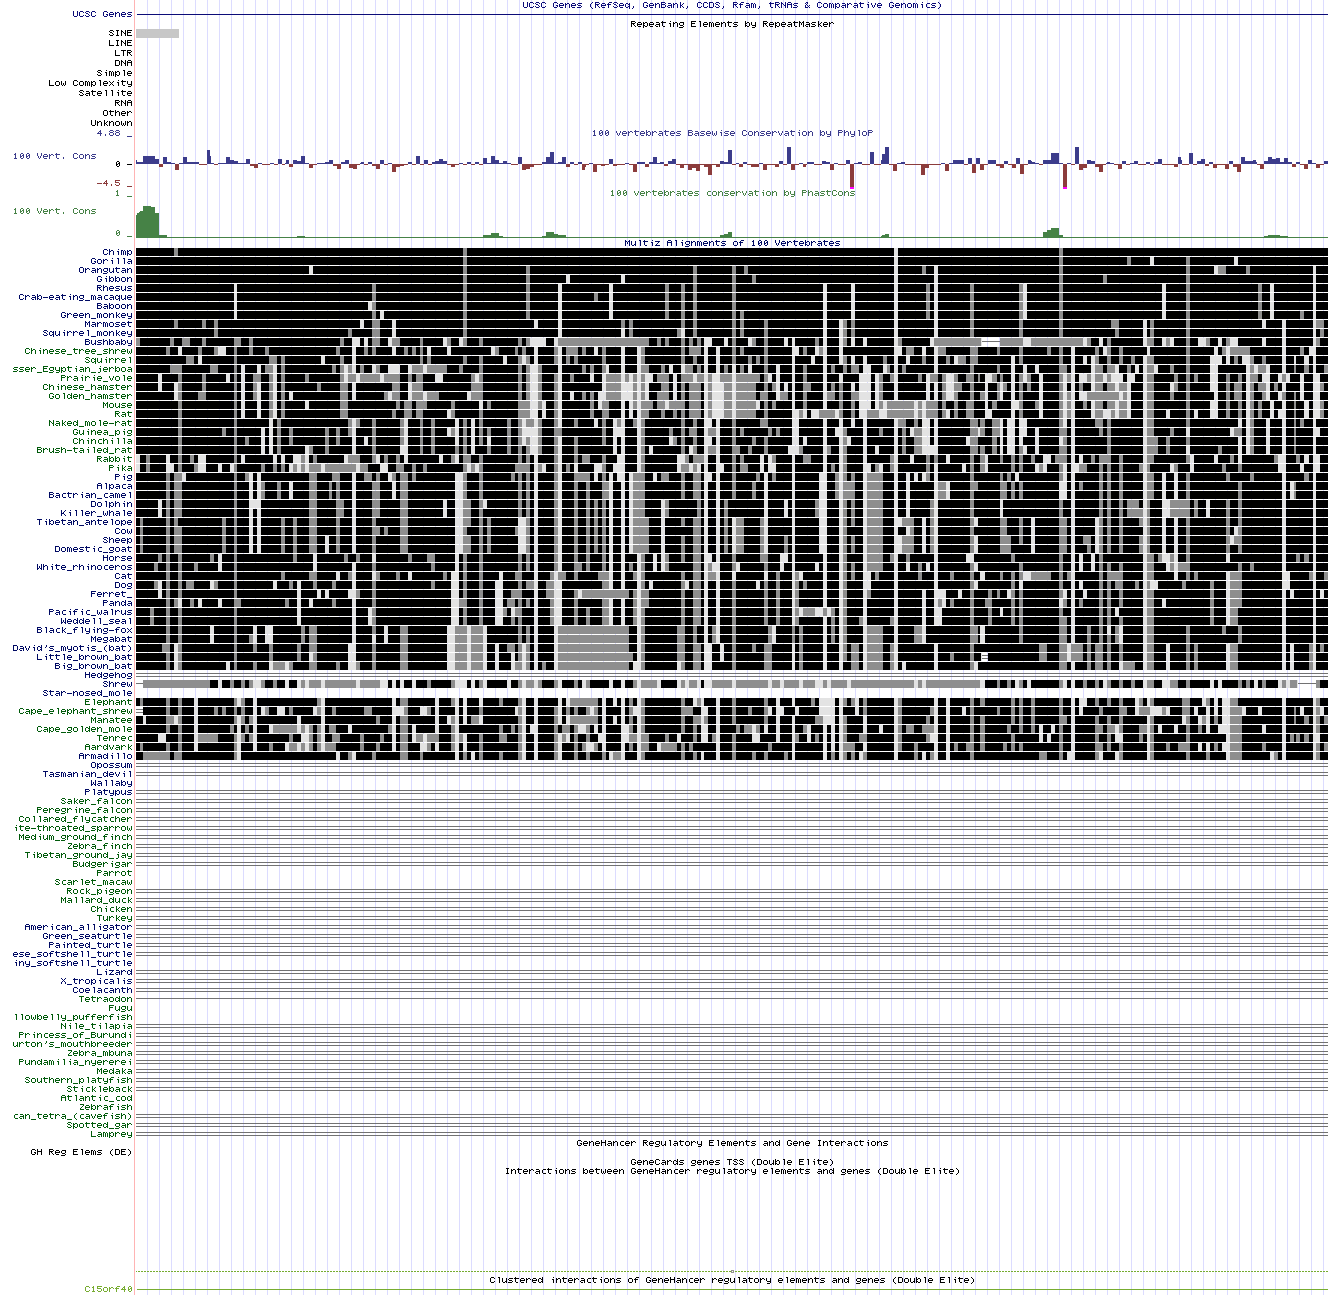 UCSC Genes (RefSeq, GenBank, CCDS, Rfam, tRNAs & Comparative Genomics)
UCSC Genes
Repeating Elements by RepeatMasker
SINE
LINE
LTR
DNA
Simple
Low Complexity
Satellite
RNA
Other
Unknown
4.88 _
100 vertebrates Basewise Conservation by PhyloP
100 Vert. Cons
0 _
-4.5 _
100 vertebrates conservation by PhastCons
1 _
100 Vert. Cons
0 _
Multiz Alignments of 100 Vertebrates
Chimp
Gorilla
Orangutan
Gibbon
Rhesus
Crab-eating_macaque
Baboon
Green_monkey
Marmoset
Squirrel_monkey
Bushbaby
Chinese_tree_shrew
Squirrel
sser_Egyptian_jerboa
Prairie_vole
Chinese_hamster
Golden_hamster
Mouse
Rat
Naked_mole-rat
Guinea_pig
Chinchilla
Brush-tailed_rat
Rabbit
Pika
Pig
Alpaca
Bactrian_camel
Dolphin
Killer_whale
Tibetan_antelope
Cow
Sheep
Domestic_goat
Horse
White_rhinoceros
Cat
Dog
Ferret_
Panda
Pacific_walrus
Weddell_seal
Black_flying-fox
Megabat
David's_myotis_(bat)
Little_brown_bat
Big_brown_bat
Hedgehog
Shrew
Star-nosed_mole
Elephant
Cape_elephant_shrew
Manatee
Cape_golden_mole
Tenrec
Aardvark
Armadillo
Opossum
Tasmanian_devil
Wallaby
Platypus
Saker_falcon
Peregrine_falcon
Collared_flycatcher
ite-throated_sparrow
Medium_ground_finch
Zebra_finch
Tibetan_ground_jay
Budgerigar
Parrot
Scarlet_macaw
Rock_pigeon
Mallard_duck
Chicken
Turkey
American_alligator
Green_seaturtle
Painted_turtle
ese_softshell_turtle
iny_softshell_turtle
Lizard
X_tropicalis
Coelacanth
Tetraodon
Fugu
llowbelly_pufferfish
Nile_tilapia
Princess_of_Burundi
urton's_mouthbreeder
Zebra_mbuna
Pundamilia_nyererei
Medaka
Southern_platyfish
Stickleback
Atlantic_cod
Zebrafish
can_tetra_(cavefish)
Spotted_gar
Lamprey
GeneHancer Regulatory Elements and Gene Interactions
GH Reg Elems (DE)
GeneCards genes TSS (Double Elite)
Interactions between GeneHancer regulatory elements and genes (Double Elite)
Clustered interactions of GeneHancer regulatory elements and genes (Double Elite)
C15orf40